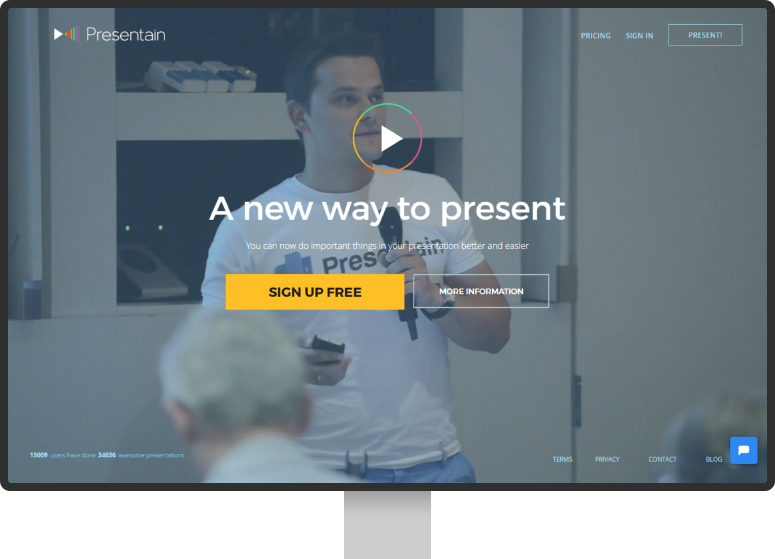 Presentain
PRICING
SIGN IN
PRESENT!
A new way to present
You can now do important things in your presentation better and easier
SIGN UP FREE
MORE INFORMATION
15009 users have done 34636 awesome presentations
TERMS
PRIVACY
CONTACT
BLOG